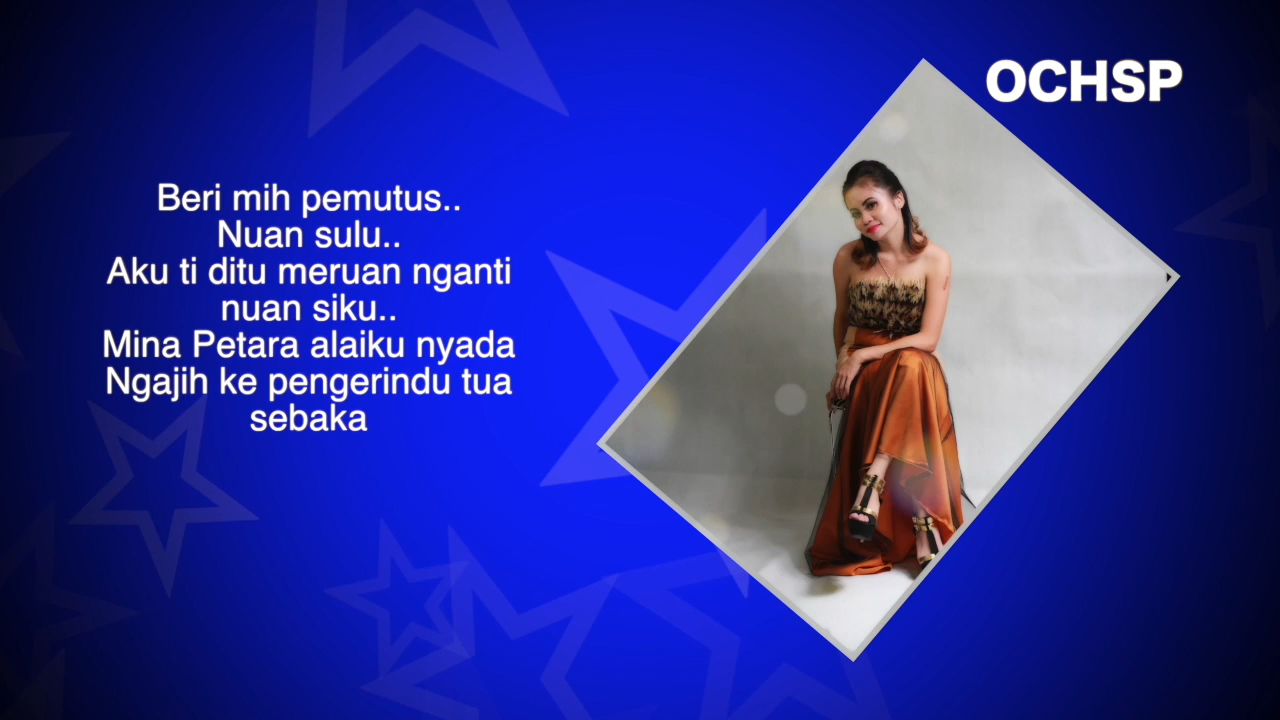 OCHSP
Beri mih pemutus..
Nuan sulu..
Aku ti ditu meruan nganti
nuan siku..
Mina Petara alaiku nyada
Ngajih ke pengerindu tua
sebaka